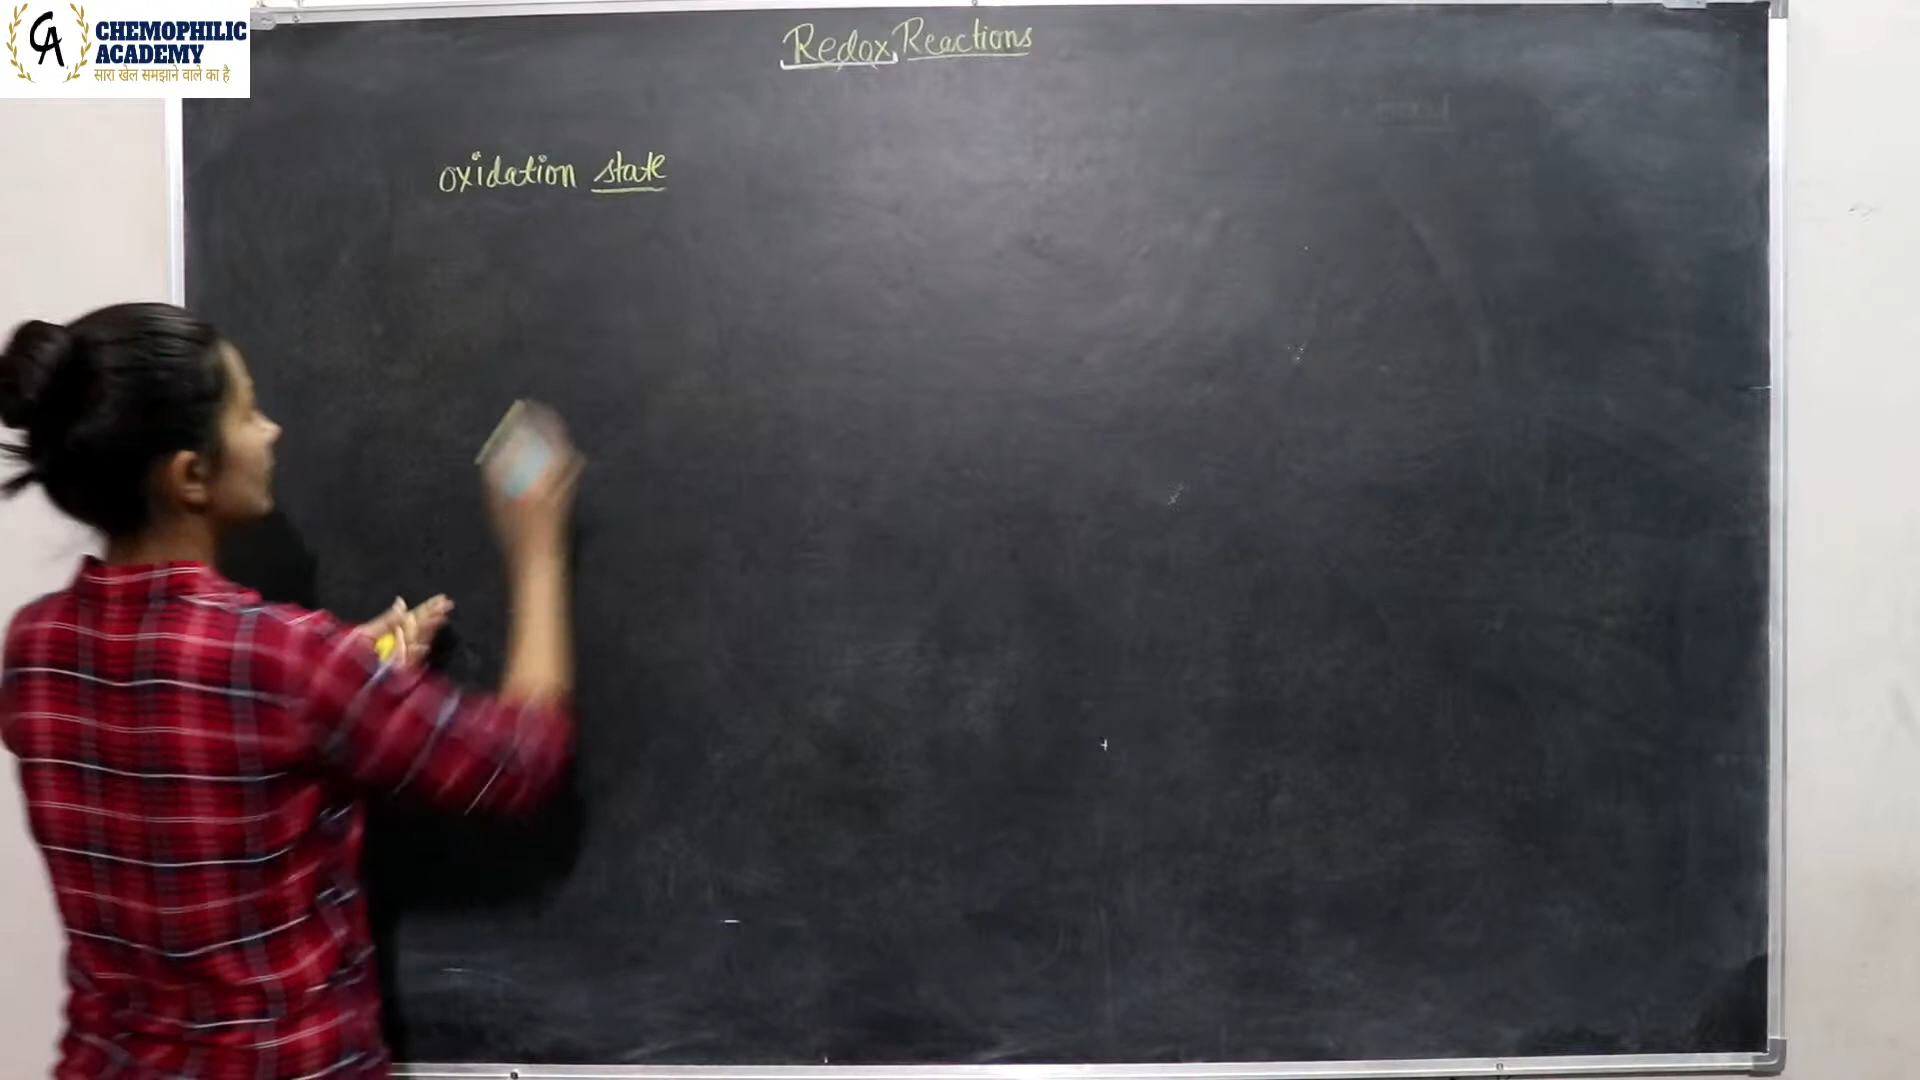 CHEMOPHILIC
ACADEMY
सारा खेल समझाने वाले का है
Redox Reactions
oxidation state